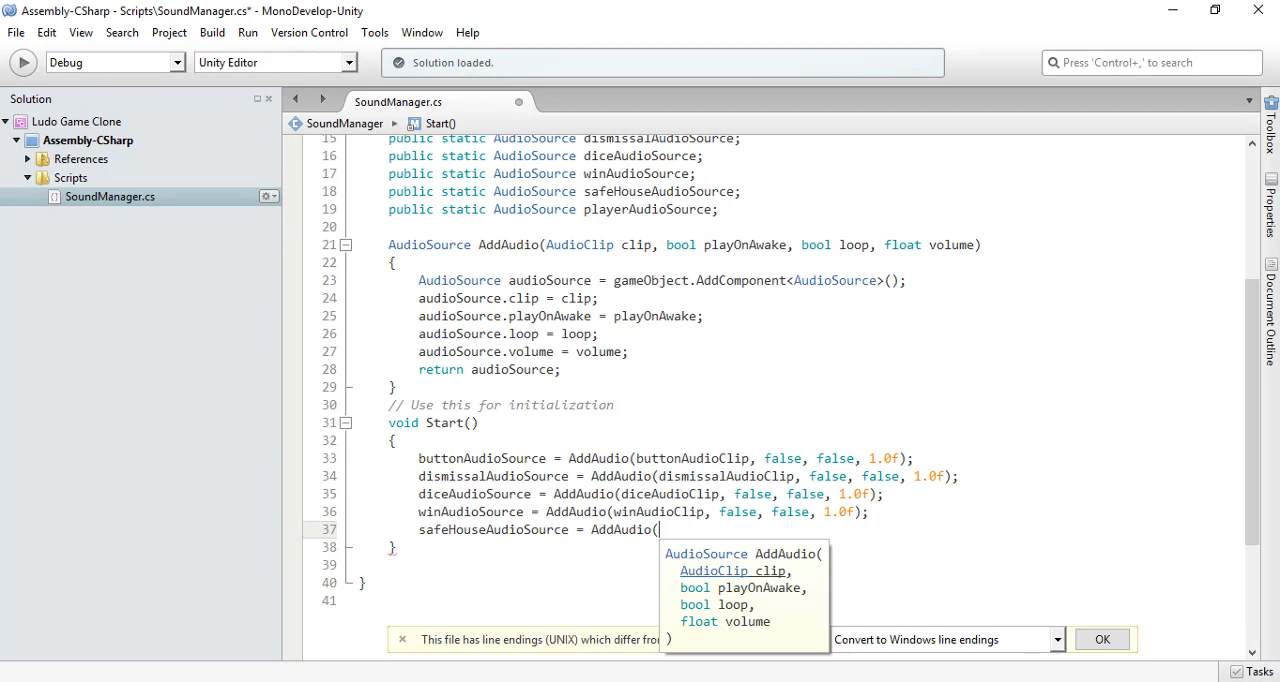 Assembly-CSharp - Scripts\SoundManager.cs* - MonoDevelop-Unity
File Edit View Search Project Build Run Version Control Tools Window Help
Debug Unity Editor Solution loaded. Press 'Control+,' to search
Solution SoundManager.cs
Ludo Game Clone SoundManager Start()
Assembly-CSharp
References
Scripts
SoundManager.cs
15 public static AudioSource dismissalAudioSource;
16 public static AudioSource diceAudioSource;
17 public static AudioSource winAudioSource;
18 public static AudioSource safeHouseAudioSource;
19 public static AudioSource playerAudioSource;
20
21 AudioSource AddAudio(AudioClip clip, bool playOnAwake, bool loop, float volume)
22 {
23 AudioSource audioSource = gameObject.AddComponent<AudioSource>();
24 audioSource.clip = clip;
25 audioSource.playOnAwake = playOnAwake;
26 audioSource.loop = loop;
27 audioSource.volume = volume;
28 return audioSource;
29 }
30 // Use this for initialization
31 void Start()
32 {
33 buttonAudioSource = AddAudio(buttonAudioClip, false, false, 1.0f);
34 dismissalAudioSource = AddAudio(dismissalAudioClip, false, false, 1.0f);
35 diceAudioSource = AddAudio(diceAudioClip, false, false, 1.0f);
36 winAudioSource = AddAudio(winAudioClip, false, false, 1.0f);
37 safeHouseAudioSource = AddAudio(
38 }
39
40 }
41
AudioSource AddAudio(
AudioClip clip,
bool playOnAwake,
bool loop,
float volume
)
This file has line endings (UNIX) which differ from Convert to Windows line endings OK
Toolbox
Properties
Document Outline
Tasks